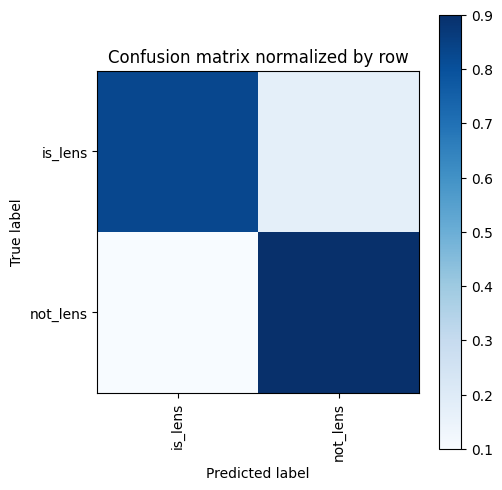 Confusion matrix normalized by row
True label
is_lens
not_lens
is_lens
not_lens
Predicted label
0.9
0.8
0.7
0.6
0.5
0.4
0.3
0.2
0.1